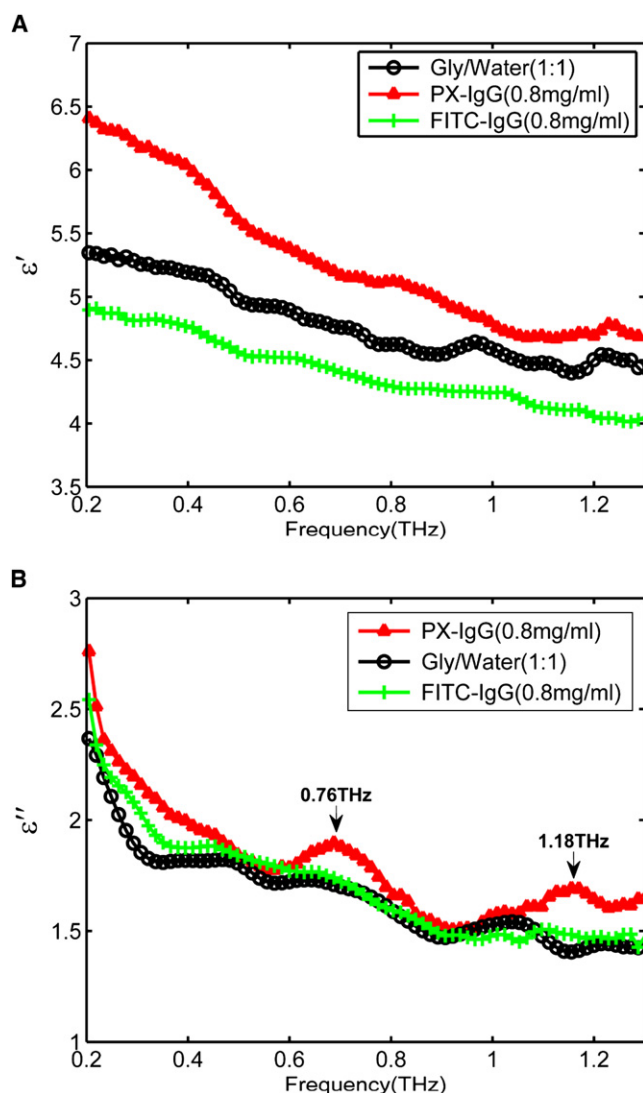 A
7
6.5
6
5.5
5
4.5
4
3.5
ε'
Gly/Water(1:1)
PX-IgG(0.8mg/ml)
FITC-IgG(0.8mg/ml)
0.2 0.4 0.6 0.8 1 1.2
Frequency(THz)
B
3
2.5
2
1.5
1
ε''
PX-IgG(0.8mg/ml)
Gly/Water(1:1)
FITC-IgG(0.8mg/ml)
0.76THz
1.18THz
0.2 0.4 0.6 0.8 1 1.2
Frequency(THz)